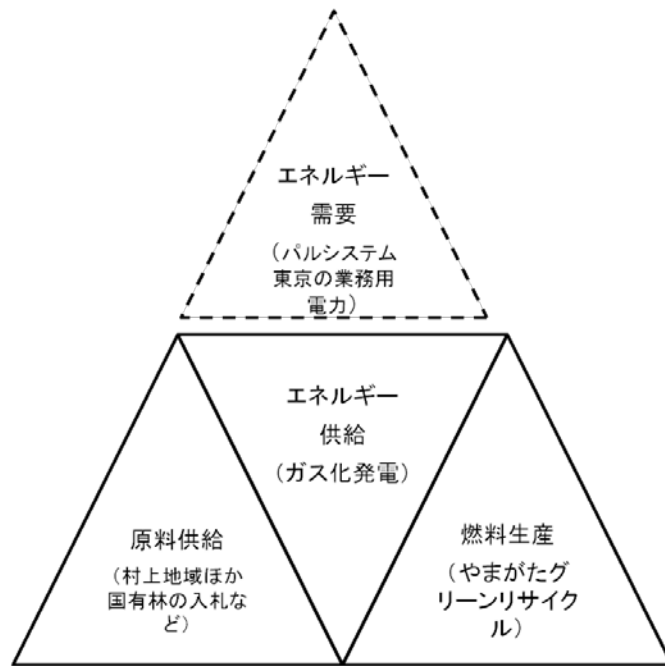 エネルギー
需要
（パルシステム
東京の業務用
電力）
エネルギー
供給
（ガス化発電）
原料供給
（村上地域ほか
国有林の入札な
ど）
燃料生産
（やまがたグ
リーンリサイク
ル）